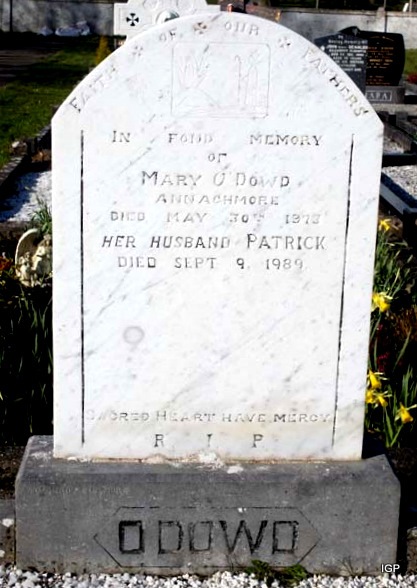 FAITH OF OUR FATHERS
IN FOND MEMORY
OF
MARY O'DOWD
ANNAGHMORE
DIED MAY 30TH 1973
HER HUSBAND PATRICK
DIED SEPT 9, 1989
SACRED HEART HAVE MERCY
R I P
O DOWD
IGP